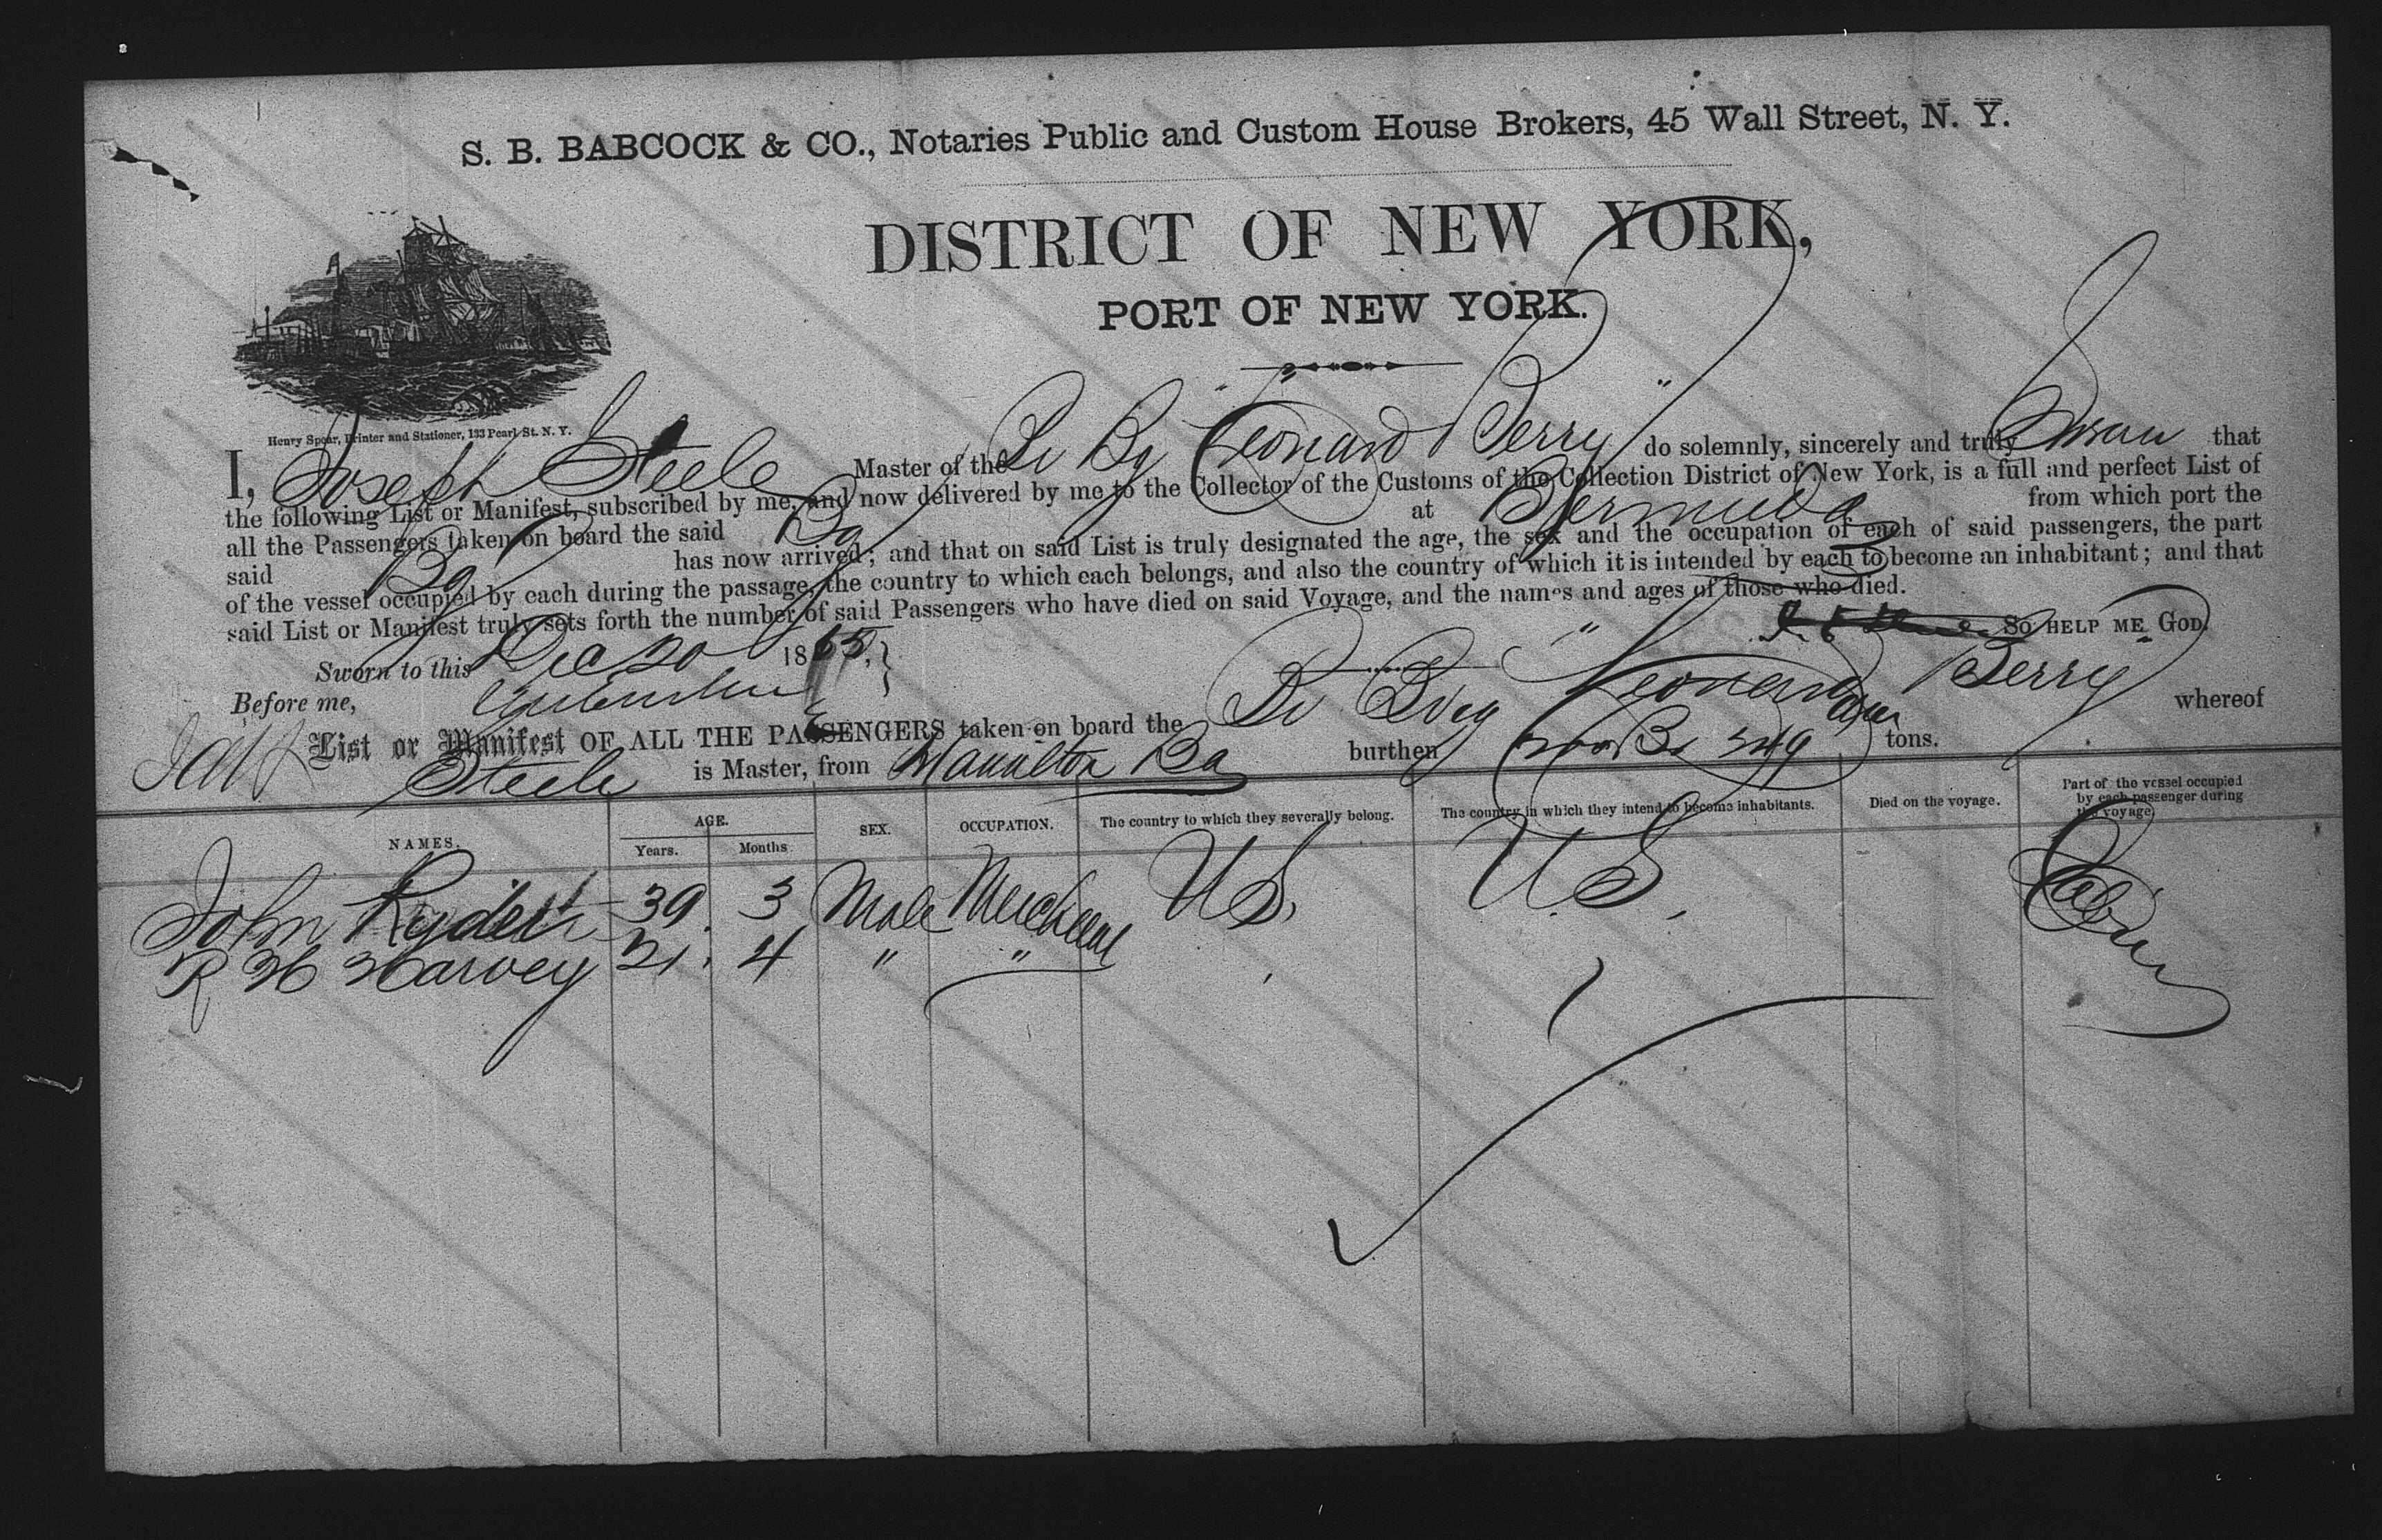 S. B. BABCOCK & CO., Notaries Public and Custom House Brokers, 45 Wall Street, N. Y.
DISTRICT OF NEW YORK,
PORT OF NEW YORK.
Henry Spear, Printer and Stationer, 133 Pearl St. N. Y.
I, Joseph Steele Master of the Br Bg "Leonard Berry" do solemnly, sincerely and truly Swear that
the following List or Manifest, subscribed by me, and now delivered by me to the Collector of the Customs of the Collection District of New York, is a full and perfect List of
all the Passengers taken on board the said Bg at Bermuda from which port the
said Bg has now arrived; and that on said List is truly designated the age, the sex and the occupation of each of said passengers, the part
of the vessel occupied by each during the passage, the country to which each belongs, and also the country of which it is intended by each to become an inhabitant; and that
said List or Manifest truly sets forth the number of said Passengers who have died on said Voyage, and the names and ages of those who died.
SO HELP ME GOD.
Sworn to this Dec 20 1865,
Before me,
List or Manifest OF ALL THE PASSENGERS taken on board the Br Brig "Leonard Berry whereof
Steele is Master, from Hamilton Ba burthen 249 tons.
NAMES. AGE. Years. Months. SEX. OCCUPATION. The country to which they severally belong. The country in which they intend to become inhabitants. Died on the voyage. Part of the vessel occupied by each passenger during the voyage
John Ryder 39 3 Male Merchant U S. U S. Cabin
R H Harvey 21. 4 " "